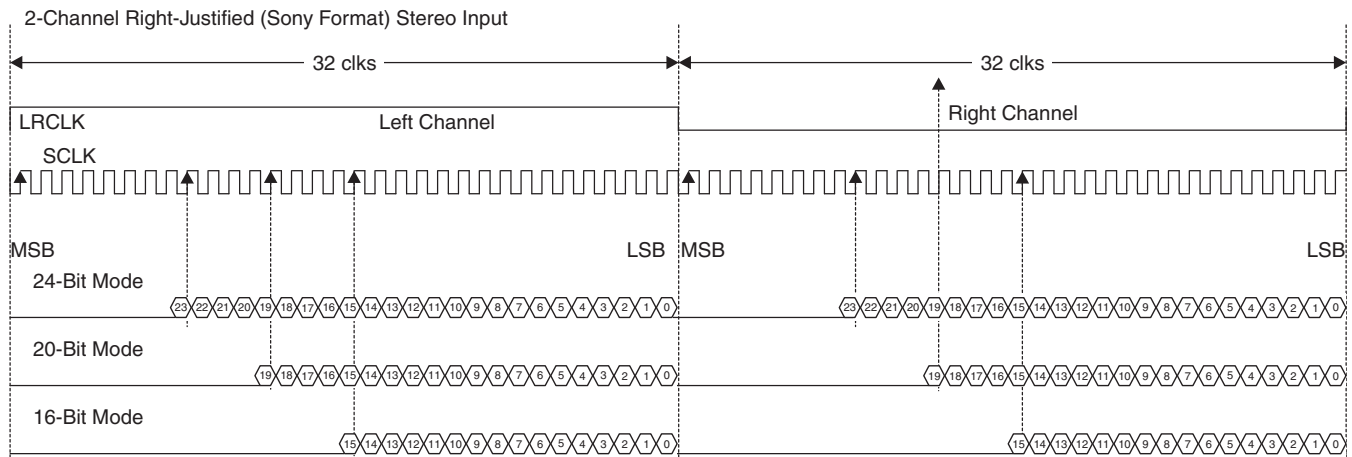 2-Channel Right-Justified (Sony Format) Stereo Input
32 clks 32 clks
LRCLK Left Channel Right Channel
SCLK
MSB LSB MSB LSB
24-Bit Mode
23 22 21 20 19 18 17 16 15 14 13 12 11 10 9 8 7 6 5 4 3 2 1 0 23 22 21 20 19 18 17 16 15 14 13 12 11 10 9 8 7 6 5 4 3 2 1 0
20-Bit Mode
19 18 17 16 15 14 13 12 11 10 9 8 7 6 5 4 3 2 1 0 19 18 17 16 15 14 13 12 11 10 9 8 7 6 5 4 3 2 1 0
16-Bit Mode
15 14 13 12 11 10 9 8 7 6 5 4 3 2 1 0 15 14 13 12 11 10 9 8 7 6 5 4 3 2 1 0